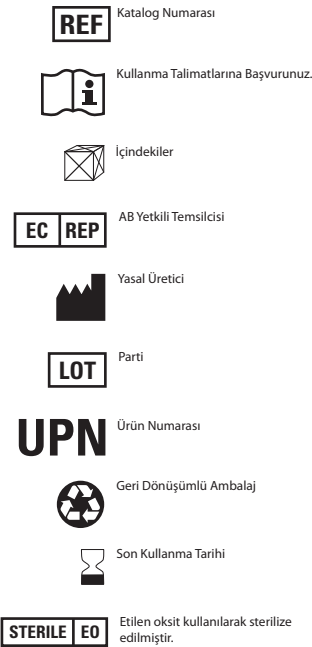 REF
Katalog Numarası
Kullanma Talimatlarına Başvurunuz.
İçindekiler
EC REP
AB Yetkili Temsilcisi
Yasal Üretici
LOT
Parti
UPN
Ürün Numarası
Geri Dönüşümlü Ambalaj
Son Kullanma Tarihi
STERILE EO
Etilen oksit kullanılarak sterilize
edilmiştir.